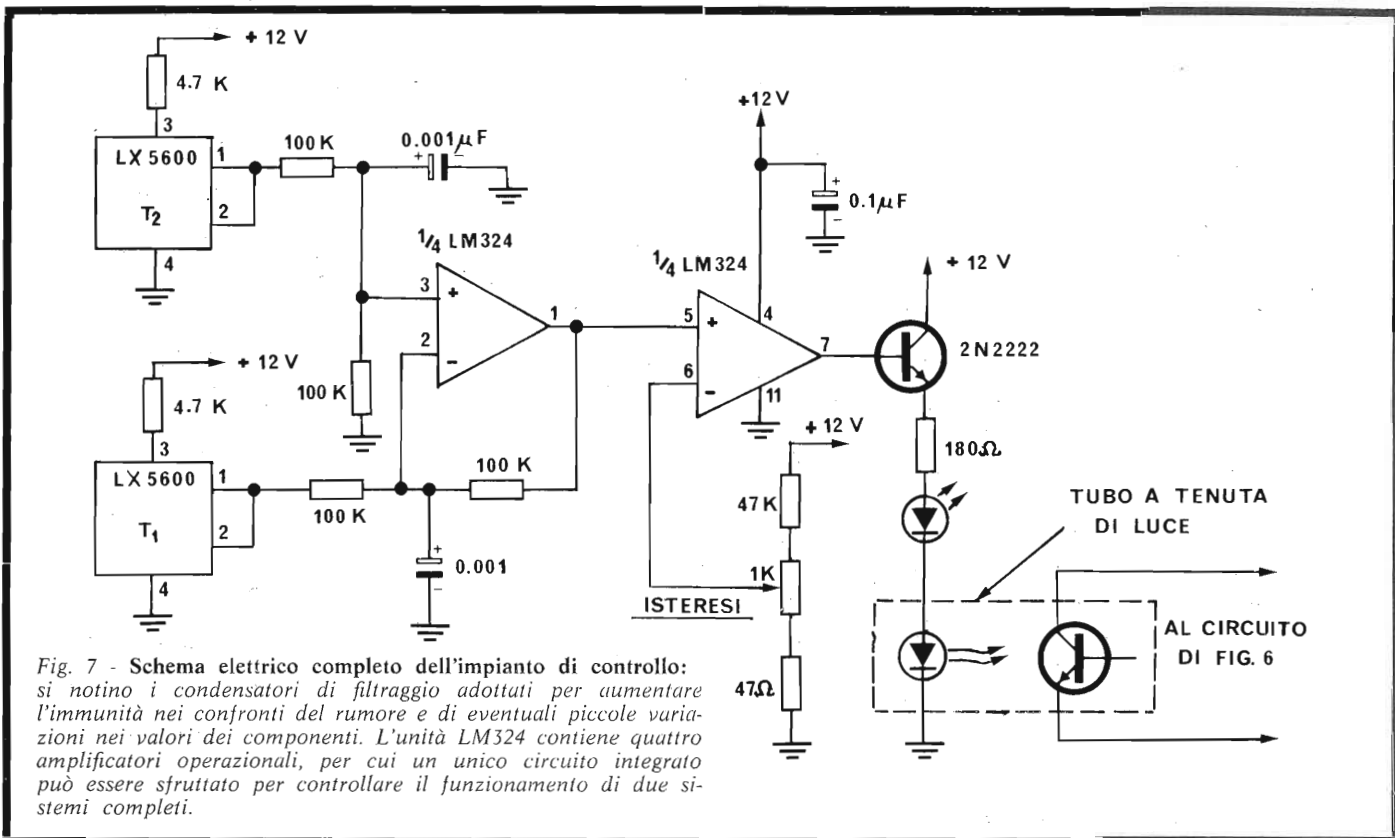 + 12 V
4.7 K
3
LX 5600
T2
1
2
4
100 K
0.001 µF
+
-
100 K
+ 12 V
4.7 K
3
LX 5600
T1
1
2
4
100 K
100 K
+
-
0.001
1/4 LM324
3
+
2
-
1
1/4 LM324
5
+
6
-
4
11
7
+12V
+
-
0.1µF
+ 12 V
2N2222
180Ω
+ 12 V
47K
1K
ISTERESI
47Ω
TUBO A TENUTA
DI LUCE
AL CIRCUITO
DI FIG. 6
Fig. 7 - Schema elettrico completo dell'impianto di controllo:
si notino i condensatori di filtraggio adottati per aumentare
l'immunità nei confronti del rumore e di eventuali piccole varia-
zioni nei valori dei componenti. L'unità LM324 contiene quattro
amplificatori operazionali, per cui un unico circuito integrato
può essere sfruttato per controllare il funzionamento di due si-
stemi completi.